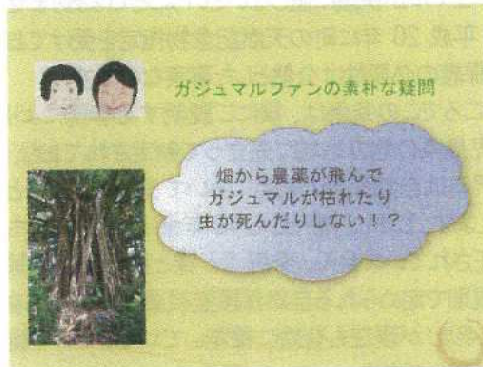 ガジュマルファンの素朴な疑問
畑から農薬が飛んで
ガジュマルが枯れたり
虫が死んだりしない！？